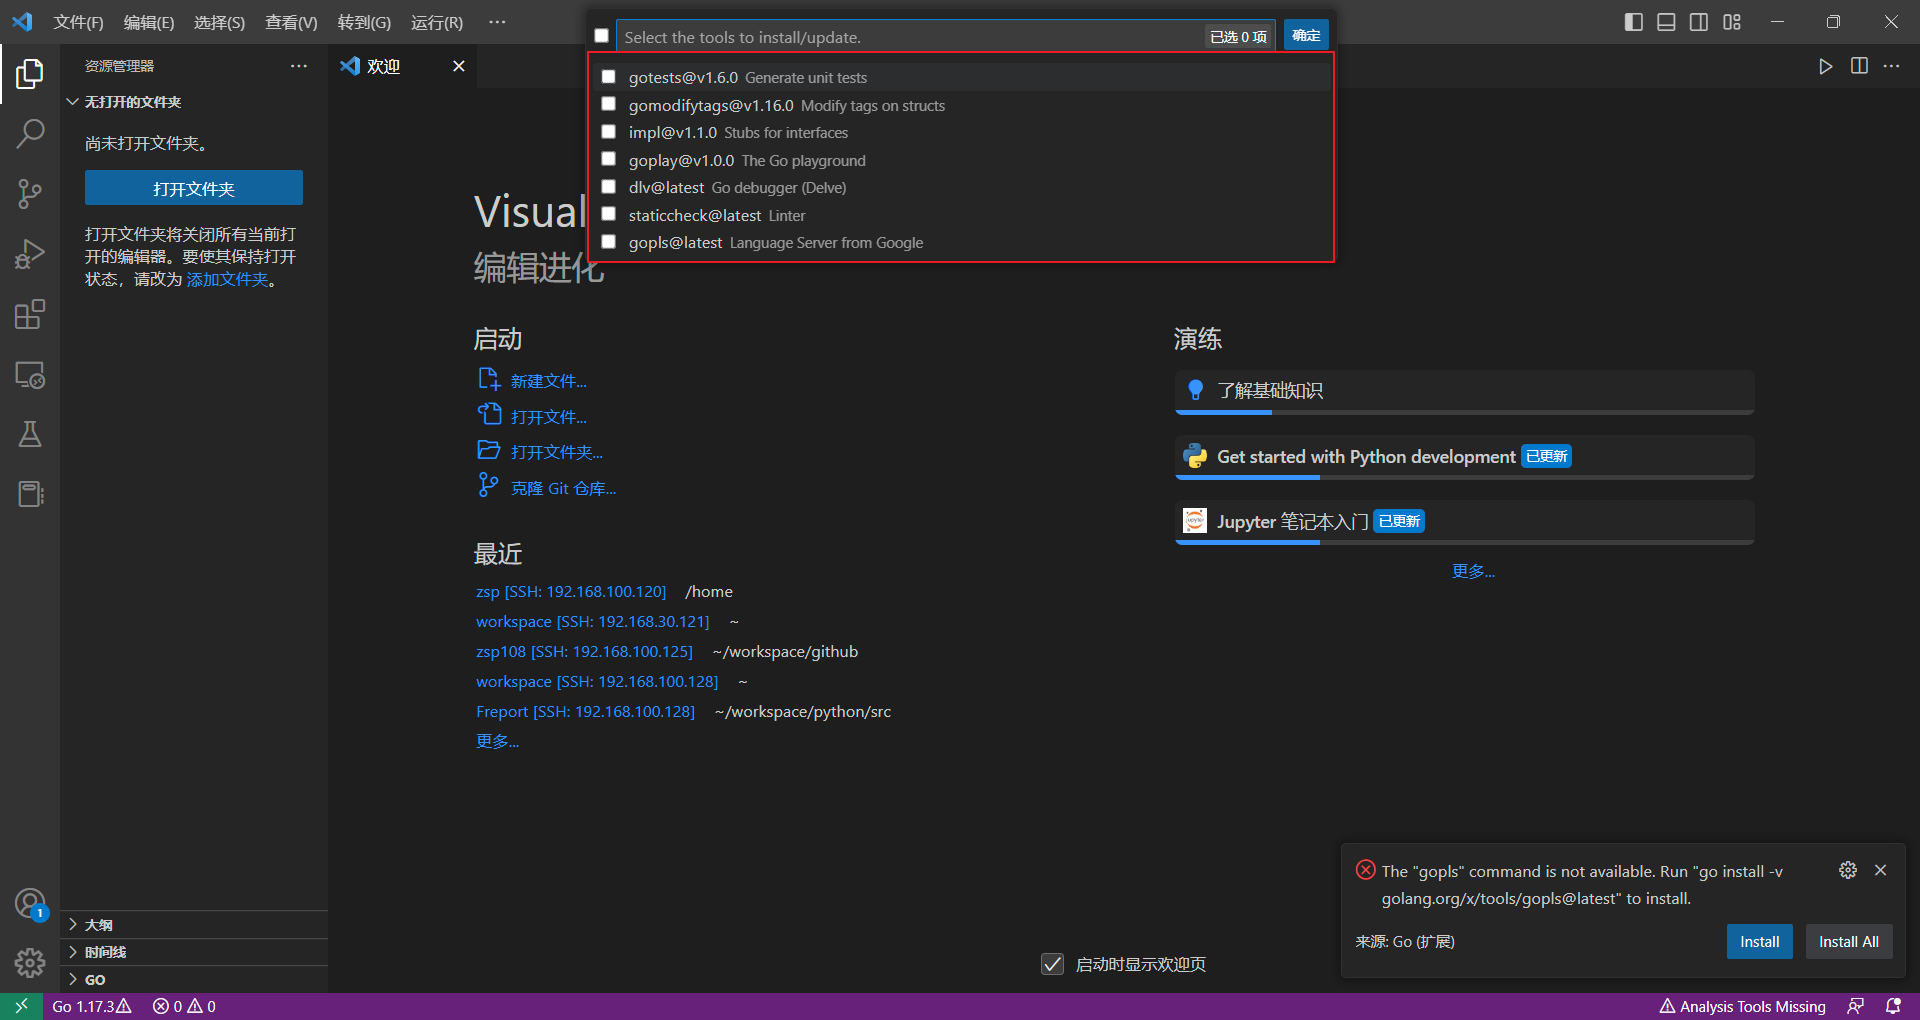 文件(F) 编辑(E) 选择(S) 查看(V) 转到(G) 运行(R) ···
Select the tools to install/update. 已选 0 项 确定
gotests@v1.6.0 Generate unit tests
gomodifytags@v1.16.0 Modify tags on structs
impl@v1.1.0 Stubs for interfaces
goplay@v1.0.0 The Go playground
dlv@latest Go debugger (Delve)
staticcheck@latest Linter
gopls@latest Language Server from Google
资源管理器 ···
欢迎
无打开的文件夹
尚未打开文件夹。
打开文件夹
打开文件夹将关闭所有当前打
开的编辑器。要使其保持打开
状态，请改为 添加文件夹。
Visual
编辑进化
启动
新建文件...
打开文件...
打开文件夹...
克隆 Git 仓库...
最近
zsp [SSH: 192.168.100.120] /home
workspace [SSH: 192.168.30.121] ~
zsp108 [SSH: 192.168.100.125] ~/workspace/github
workspace [SSH: 192.168.100.128] ~
Freport [SSH: 192.168.100.128] ~/workspace/python/src
更多...
演练
了解基础知识
Get started with Python development 已更新
Jupyter 笔记本入门 已更新
更多...
启动时显示欢迎页
The "gopls" command is not available. Run "go install -v
golang.org/x/tools/gopls@latest" to install.
来源: Go (扩展)
Install Install All
1
大纲
时间线
GO
Go 1.17.3 0 0
Analysis Tools Missing